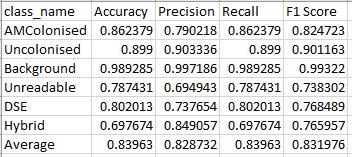 class_name Accuracy Precision Recall F1 Score
AMColonised 0.862379 0.790218 0.862379 0.824723
Uncolonised 0.899 0.903336 0.899 0.901163
Background 0.989285 0.997186 0.989285 0.99322
Unreadable 0.787431 0.694943 0.787431 0.738302
DSE 0.802013 0.737654 0.802013 0.768489
Hybrid 0.697674 0.849057 0.697674 0.765957
Average 0.83963 0.828732 0.83963 0.831976